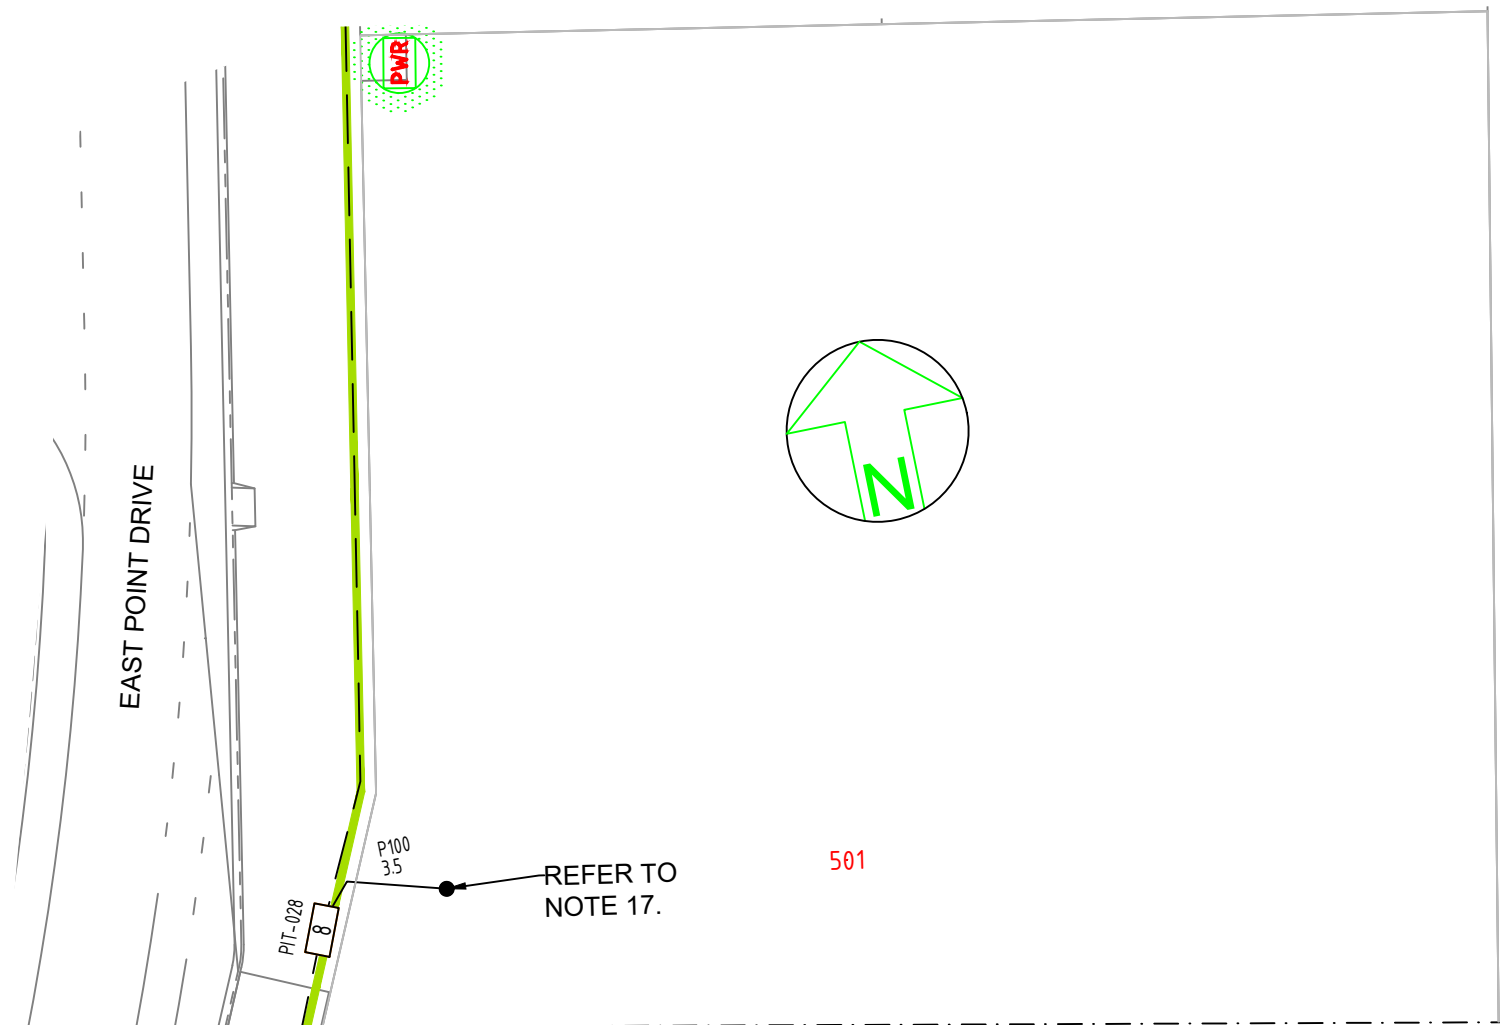 PWR
N
EAST POINT DRIVE
P100
3.5
501
REFER TO
NOTE 17.
PIT-028
8